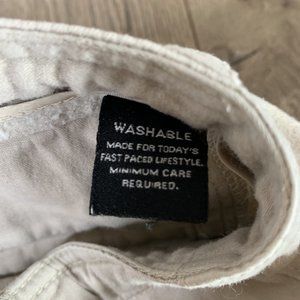 WASHABLE
MADE FOR TODAY'S
FAST PACED LIFESTYLE.
MINIMUM CARE
REQUIRED.